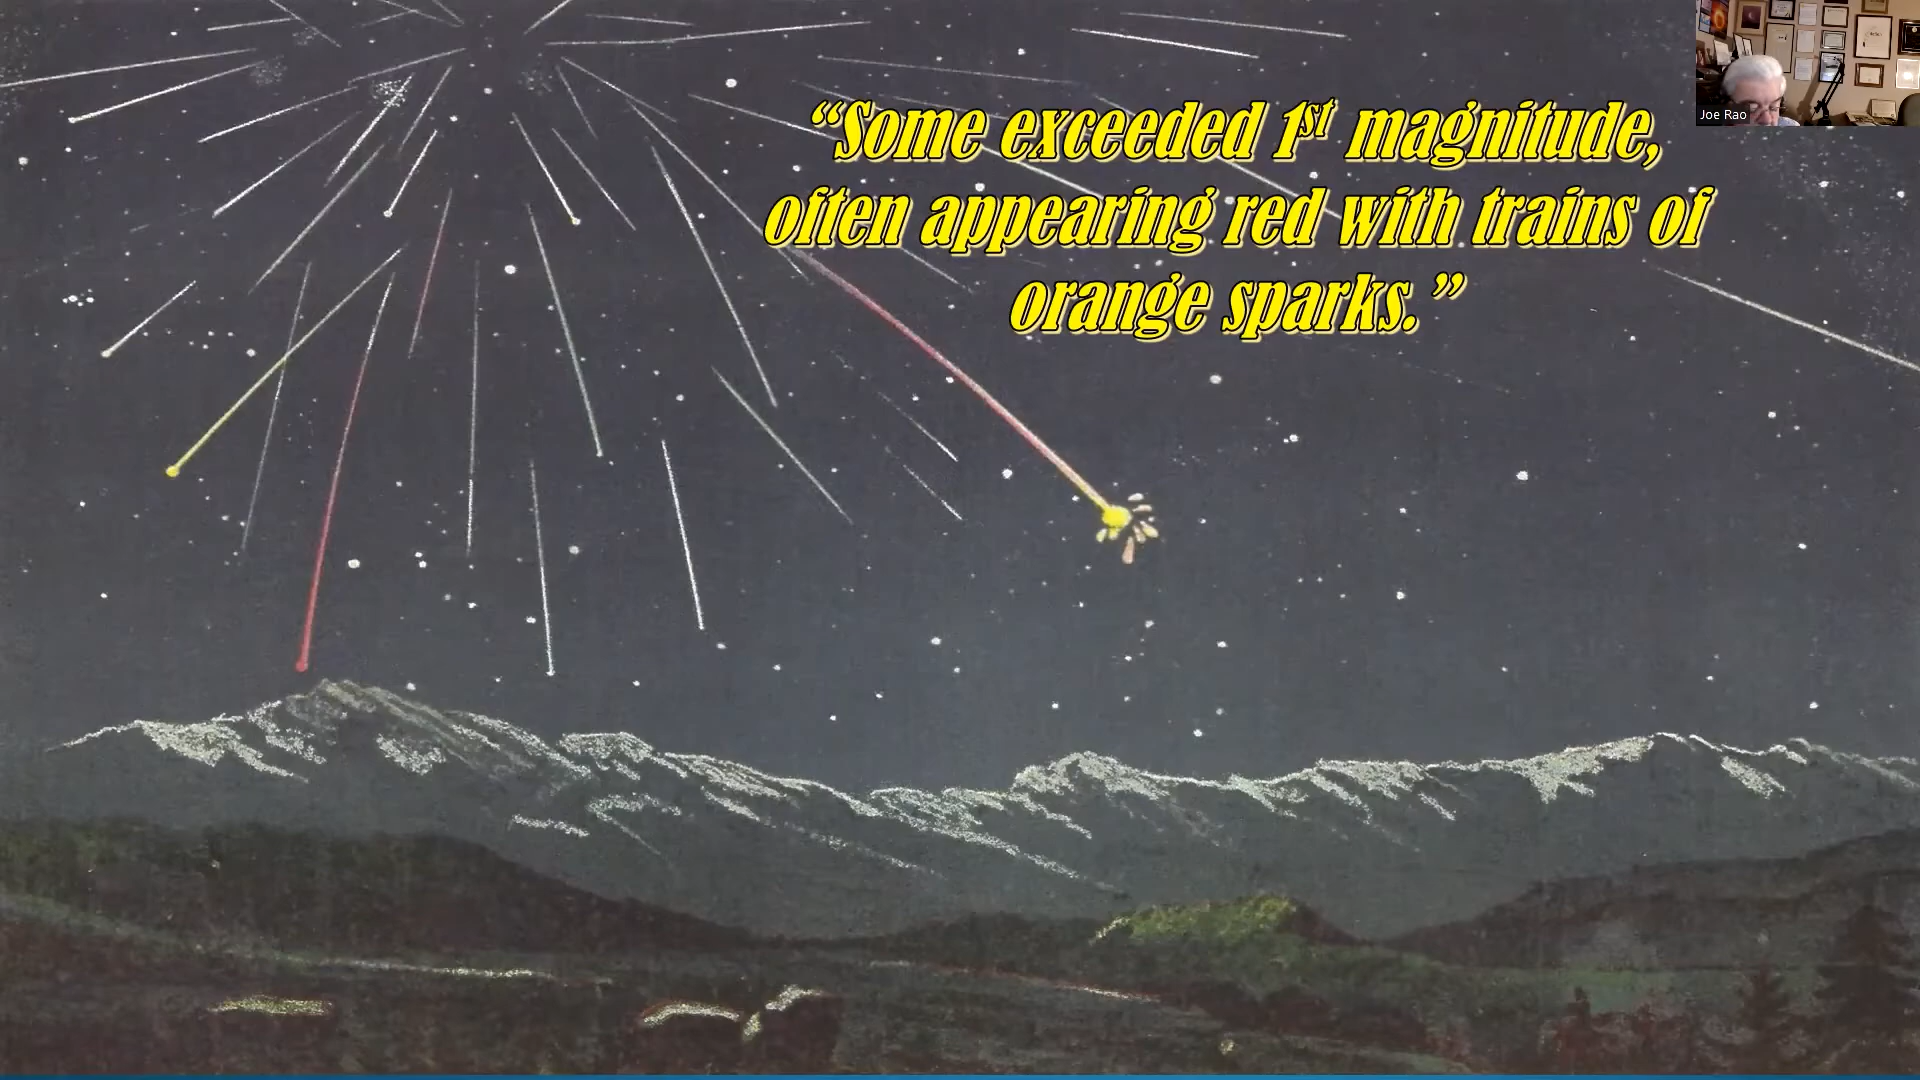 “Some exceeded 1st magnitude,
often appearing red with trains of
orange sparks.”
Joe Rao